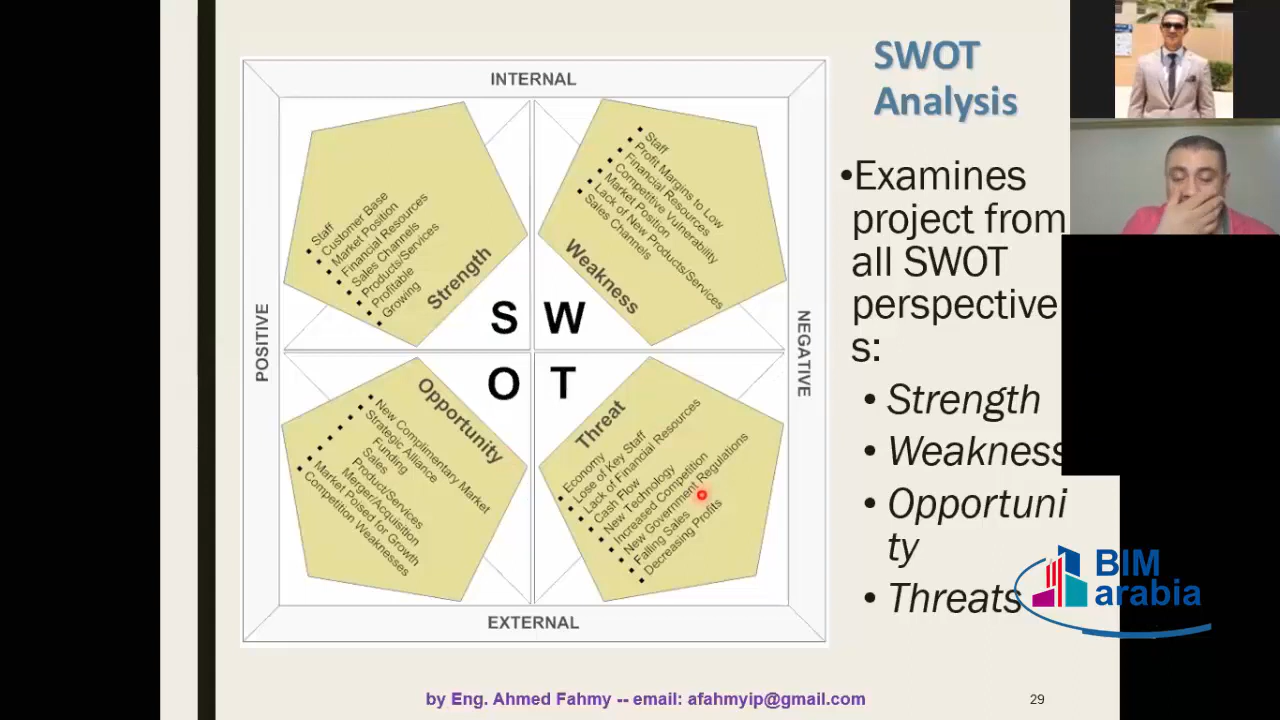 SWOT
Analysis
INTERNAL
POSITIVE
NEGATIVE
EXTERNAL
Staff
Customer Base
Market Position
Financial Resources
Sales Channels
Products/Services
Profitable
Growing
Strength
S
Staff
Profit Margins to Low
Financial Resources
Competitive Vulnerability
Market Position
Lack of New Products/Services
Sales Channels
Weakness
W
Opportunity
New Complimentary Market
Strategic Alliance
Funding
Sales
Product/Services
Merger/Acquisition
Market Poised for Growth
Competition Weaknesses
O
Threat
Economy
Lose of Key Staff
Lack of Financial Resources
Cash Flow
New Technology
Increased Competition
New Government Regulations
Falling Sales
Decreasing Profits
T
•Examines
project from
all SWOT
perspective
s:
• Strength
• Weakness
• Opportuni
ty
• Threats
BIM
arabia
by Eng. Ahmed Fahmy -- email: afahmyip@gmail.com
29